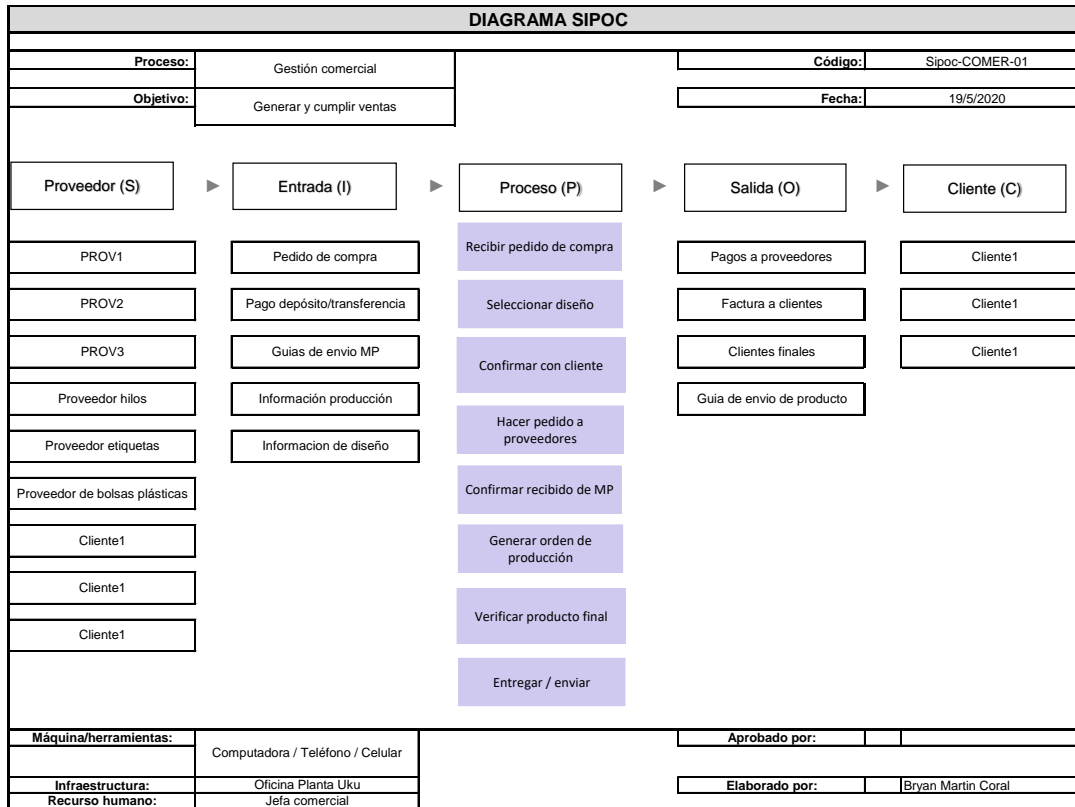 DIAGRAMA SIPOC
Proceso: Gestión comercial Código: Sipoc-COMER-01
Objetivo: Generar y cumplir ventas Fecha: 19/5/2020
Proveedor (S) ► Entrada (I) ► Proceso (P) ► Salida (O) ► Cliente (C)
PROV1
PROV2
PROV3
Proveedor hilos
Proveedor etiquetas
Proveedor de bolsas plásticas
Cliente1
Cliente1
Cliente1
Pedido de compra
Pago depósito/transferencia
Guias de envio MP
Información producción
Informacion de diseño
Recibir pedido de compra
Seleccionar diseño
Confirmar con cliente
Hacer pedido a
proveedores
Confirmar recibido de MP
Generar orden de
producción
Verificar producto final
Entregar / enviar
Pagos a proveedores
Factura a clientes
Clientes finales
Guia de envio de producto
Cliente1
Cliente1
Cliente1
Máquina/herramientas: Computadora / Teléfono / Celular Aprobado por:
Infraestructura: Oficina Planta Uku Elaborado por: Bryan Martin Coral
Recurso humano: Jefa comercial